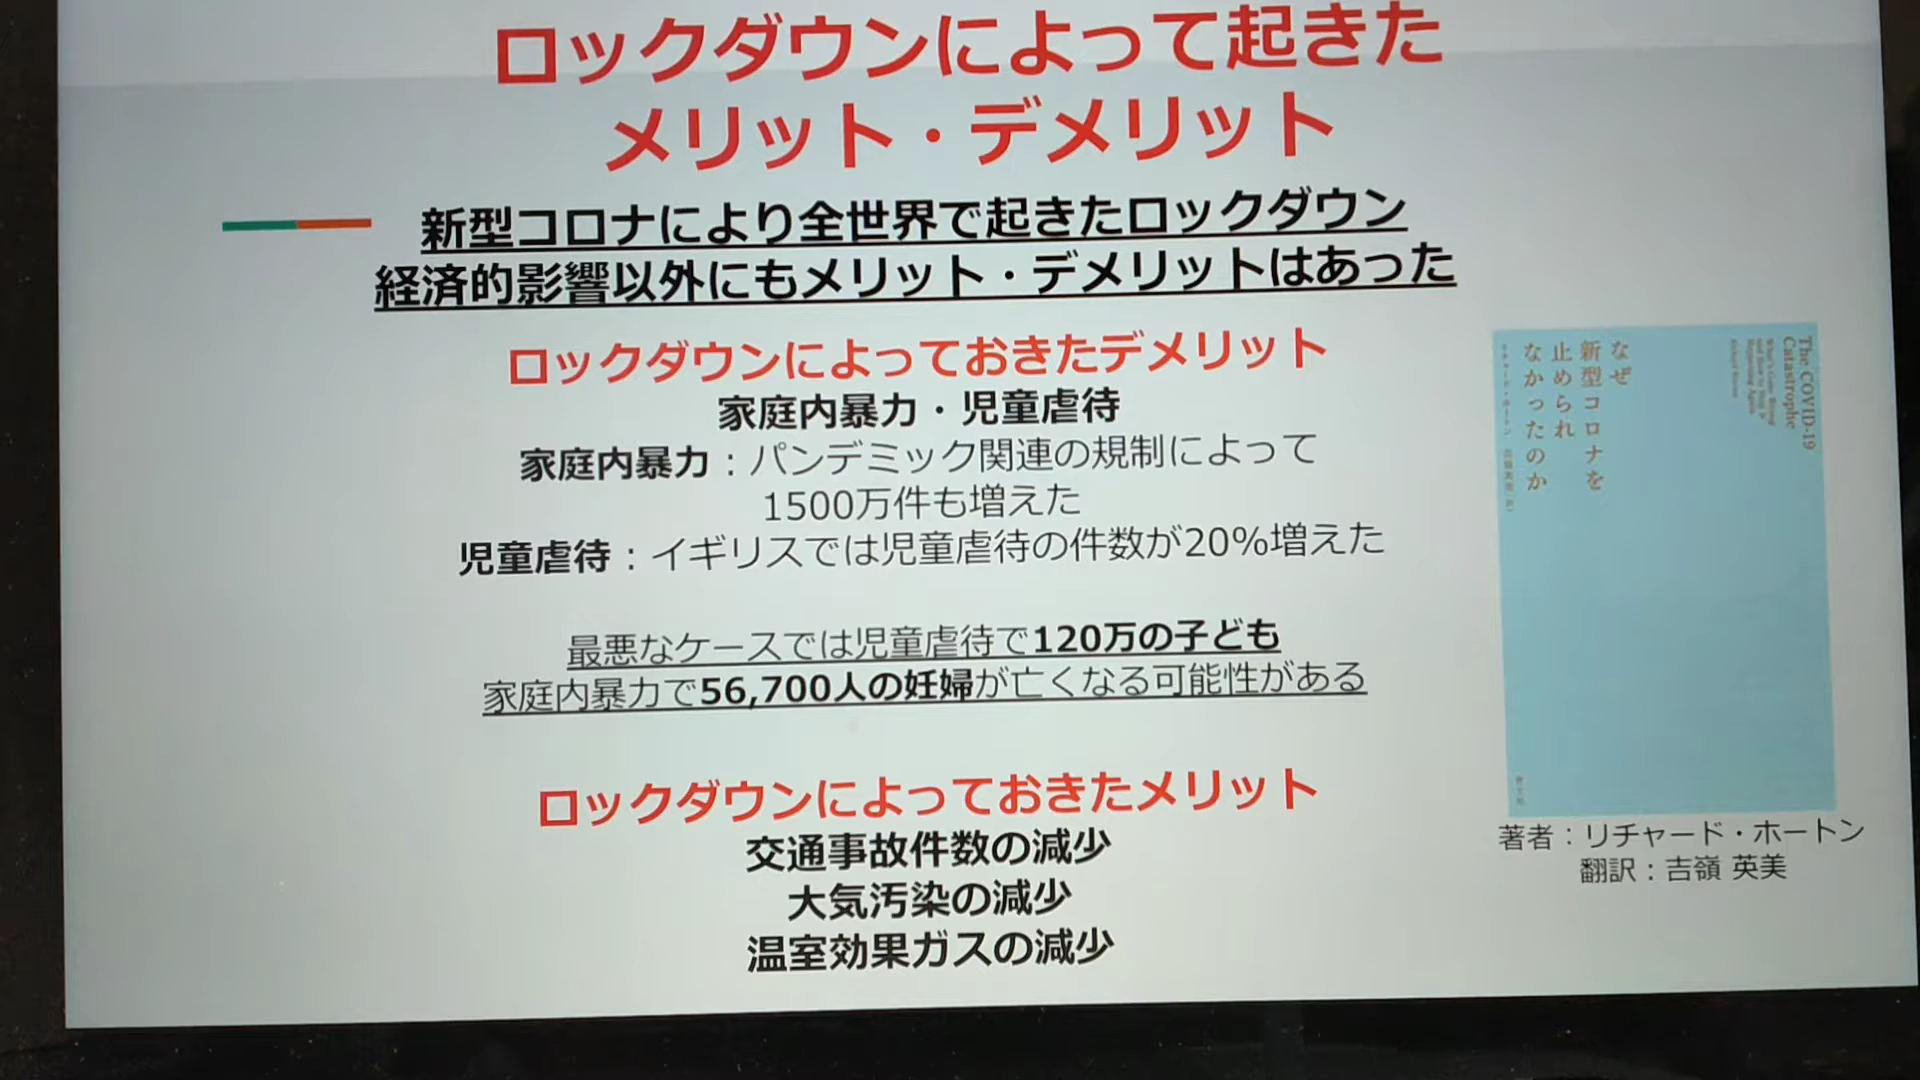 ロックダウンによって起きた
メリット・デメリット
新型コロナにより全世界で起きたロックダウン
経済的影響以外にもメリット・デメリットはあった
ロックダウンによっておきたデメリット
家庭内暴力・児童虐待
家庭内暴力：パンデミック関連の規制によって
1500万件も増えた
児童虐待：イギリスでは児童虐待の件数が20%増えた
最悪なケースでは児童虐待で120万の子ども
家庭内暴力で56,700人の妊婦が亡くなる可能性がある
ロックダウンによっておきたメリット
交通事故件数の減少
大気汚染の減少
温室効果ガスの減少
The COVID-19
Catastrophe
なぜ
新型コロナを
止められ
なかったのか
著者：リチャード・ホートン
翻訳：吉嶺 英美